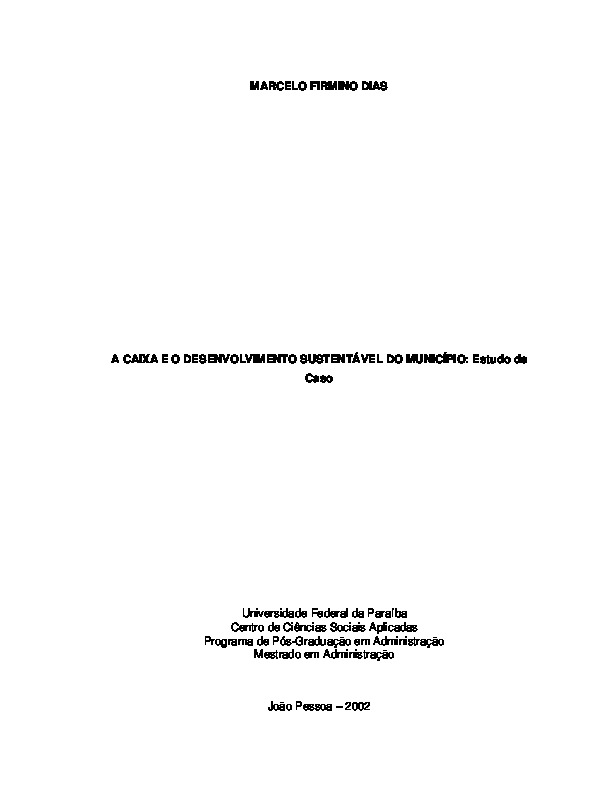 MARCELO FIRMINO DIAS
A CAIXA E O DESENVOLVIMENTO SUSTENTÁVEL DO MUNICÍPIO: Estudo de
Caso
Universidade Federal da Paraíba
Centro de Ciências Sociais Aplicadas
Programa de Pós-Graduação em Administração
Mestrado em Administração
João Pessoa – 2002